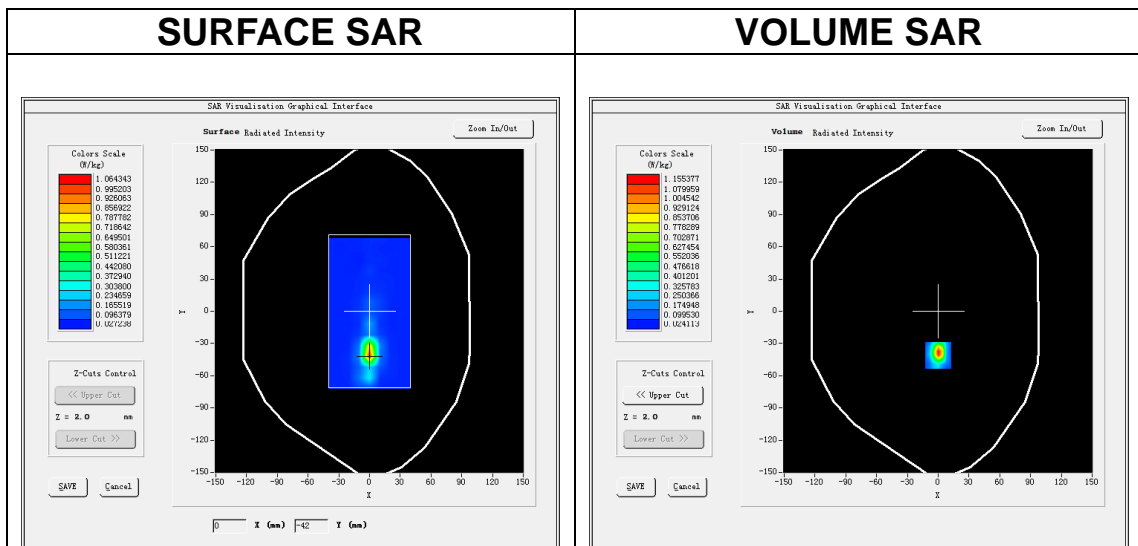 SURFACE SAR
VOLUME SAR
SAR Visualisation Graphical Interface
Surface Radiated Intensity
Zoom In/Out
Colors Scale
(W/kg)
1.064343
0.995203
0.926063
0.856922
0.787782
0.718642
0.649501
0.580361
0.511221
0.442080
0.372940
0.303800
0.234659
0.165519
0.096379
0.027238
Z-Cuts Control
<< Upper Cut
Z = 2.0 mm
Lower Cut >>
SAVE
Cancel
150
120
90
60
30
0
-30
-60
-90
-120
-150
Y
-150 -120 -90 -60 -30 0 30 60 90 120 150
X
0 X (mm) -42 Y (mm)
SAR Visualisation Graphical Interface
Volume Radiated Intensity
Zoom In/Out
Colors Scale
(W/kg)
1.155377
1.079959
1.004542
0.929124
0.853706
0.778289
0.702871
0.627454
0.552036
0.476618
0.401201
0.325783
0.250366
0.174948
0.099530
0.024113
Z-Cuts Control
<< Upper Cut
Z = 2.0 mm
Lower Cut >>
SAVE
Cancel
150
120
90
60
30
0
-30
-60
-90
-120
-150
Y
-150 -120 -90 -60 -30 0 30 60 90 120 150
X